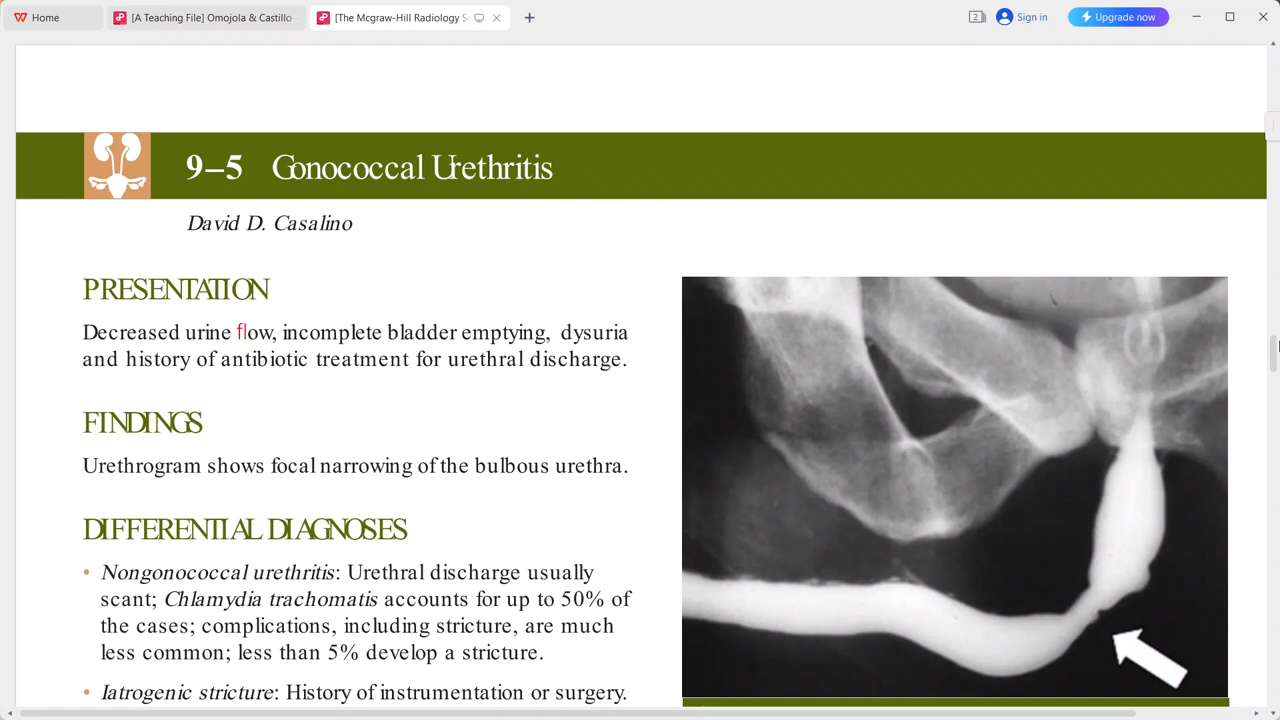 Home
[A Teaching File] Omojola & Castillo
[The Mcgraw-Hill Radiology S
2
Sign in
Upgrade now
9–5 Gonococcal Urethritis
David D. Casalino
PRESENTATION
Decreased urine flow, incomplete bladder emptying, dysuria
and history of antibiotic treatment for urethral discharge.
FINDINGS
Urethrogram shows focal narrowing of the bulbous urethra.
DIFFERENTIAL DIAGNOSES
• Nongonococcal urethritis: Urethral discharge usually
scant; Chlamydia trachomatis accounts for up to 50% of
the cases; complications, including stricture, are much
less common; less than 5% develop a stricture.
• Iatrogenic stricture: History of instrumentation or surgery.